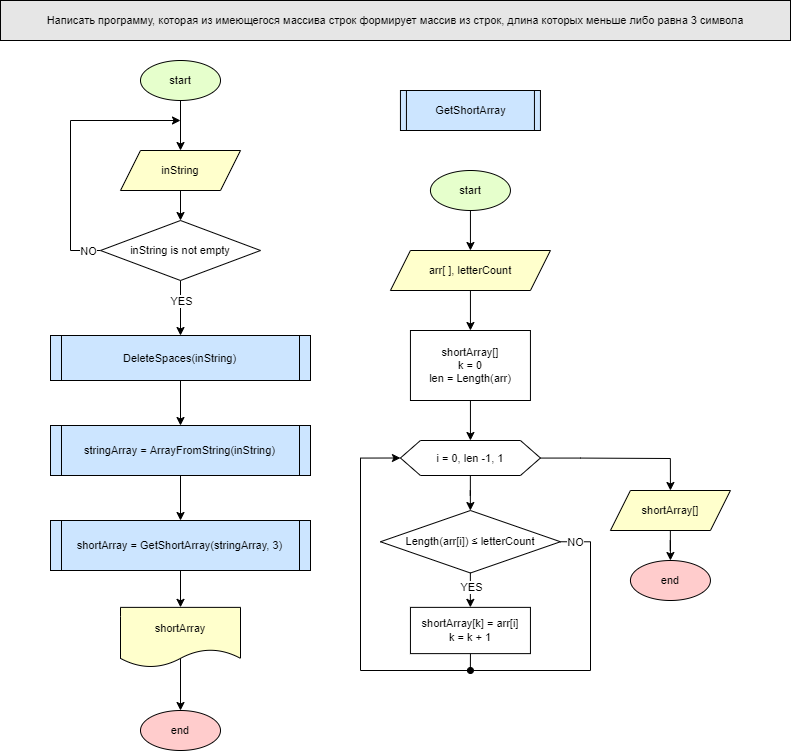 Написать программу, которая из имеющегося массива строк формирует массив из строк, длина которых меньше либо равна 3 символа
start
inString
inString is not empty
NO
YES
DeleteSpaces(inString)
stringArray = ArrayFromString(inString)
shortArray = GetShortArray(stringArray, 3)
shortArray
end
GetShortArray
start
arr[ ], letterCount
shortArray[]
k = 0
len = Length(arr)
i = 0, len -1, 1
Length(arr[i]) ≤ letterCount
NO
YES
shortArray[k] = arr[i]
k = k + 1
shortArray[]
end